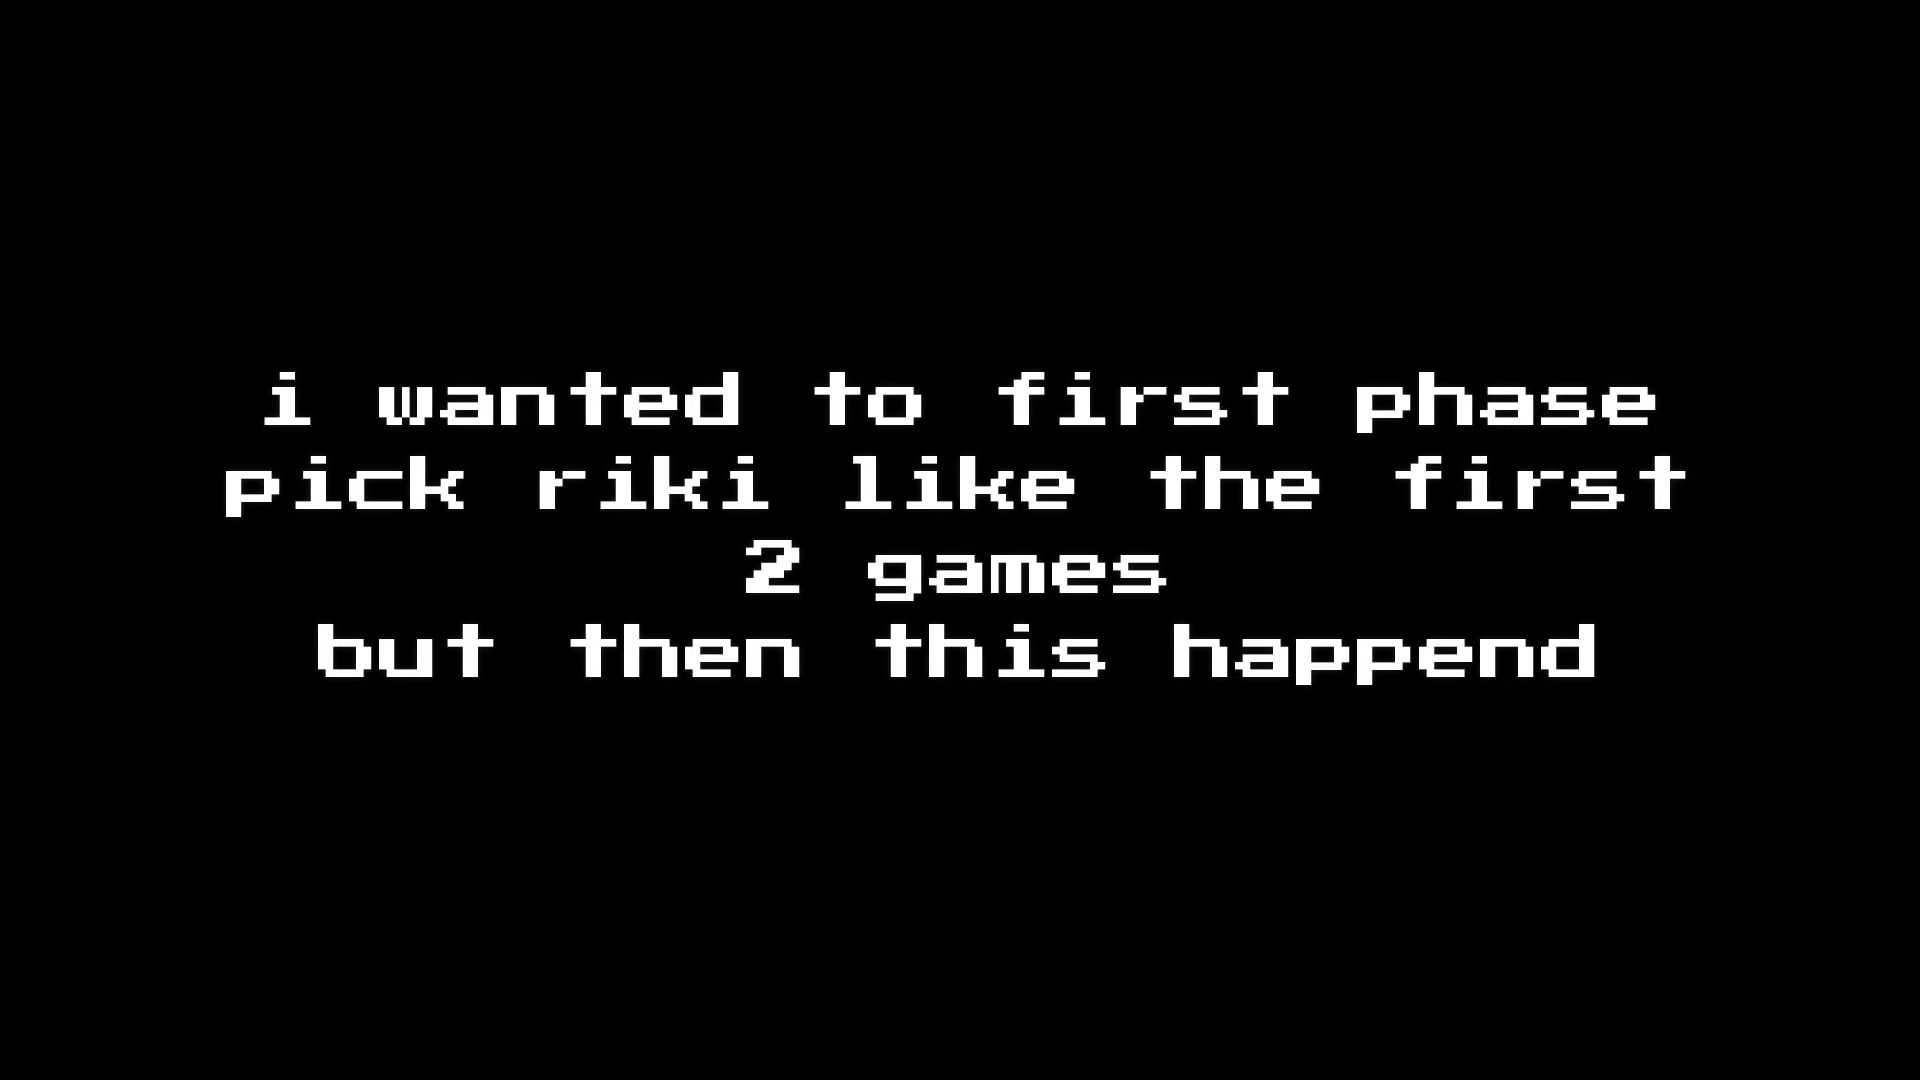 i wanted to first phase
pick riki like the first
2 games
but then this happend